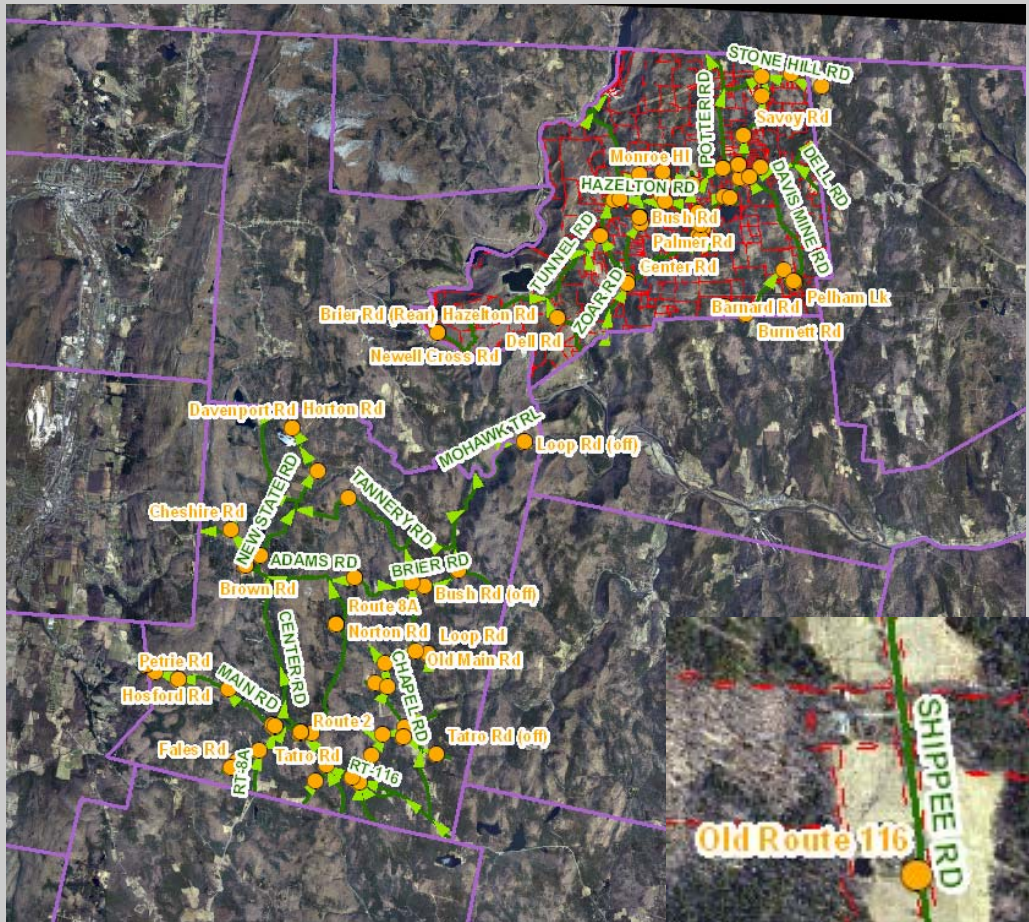 STONE HILL RD
POTTER RD
Savoy Rd
Monroe Hl
DELL RD
HAZELTON RD
DAVIS MINE RD
Bush Rd
TUNNEL RD
Palmer Rd
Center Rd
ZOAR RD
Pelham Lk
Brier Rd (Rear)
Hazelton Rd
Barnard Rd
Dell Rd
Burnett Rd
Newell Cross Rd
Davenport Rd
Horton Rd
MOHAWK TRL
Loop Rd (off)
NEW STATE RD
TANNERY RD
Cheshire Rd
ADAMS RD
BRIER RD
Brown Rd
Bush Rd (off)
Route 8A
Norton Rd
Loop Rd
Old Main Rd
CENTER RD
CHAPEL RD
Petrie Rd
MAIN RD
Hosford Rd
Route 2
Fales Rd
Tatro Rd
Tatro Rd (off)
RT-8A
RT-116
SHIPPEE RD
Old Route 116